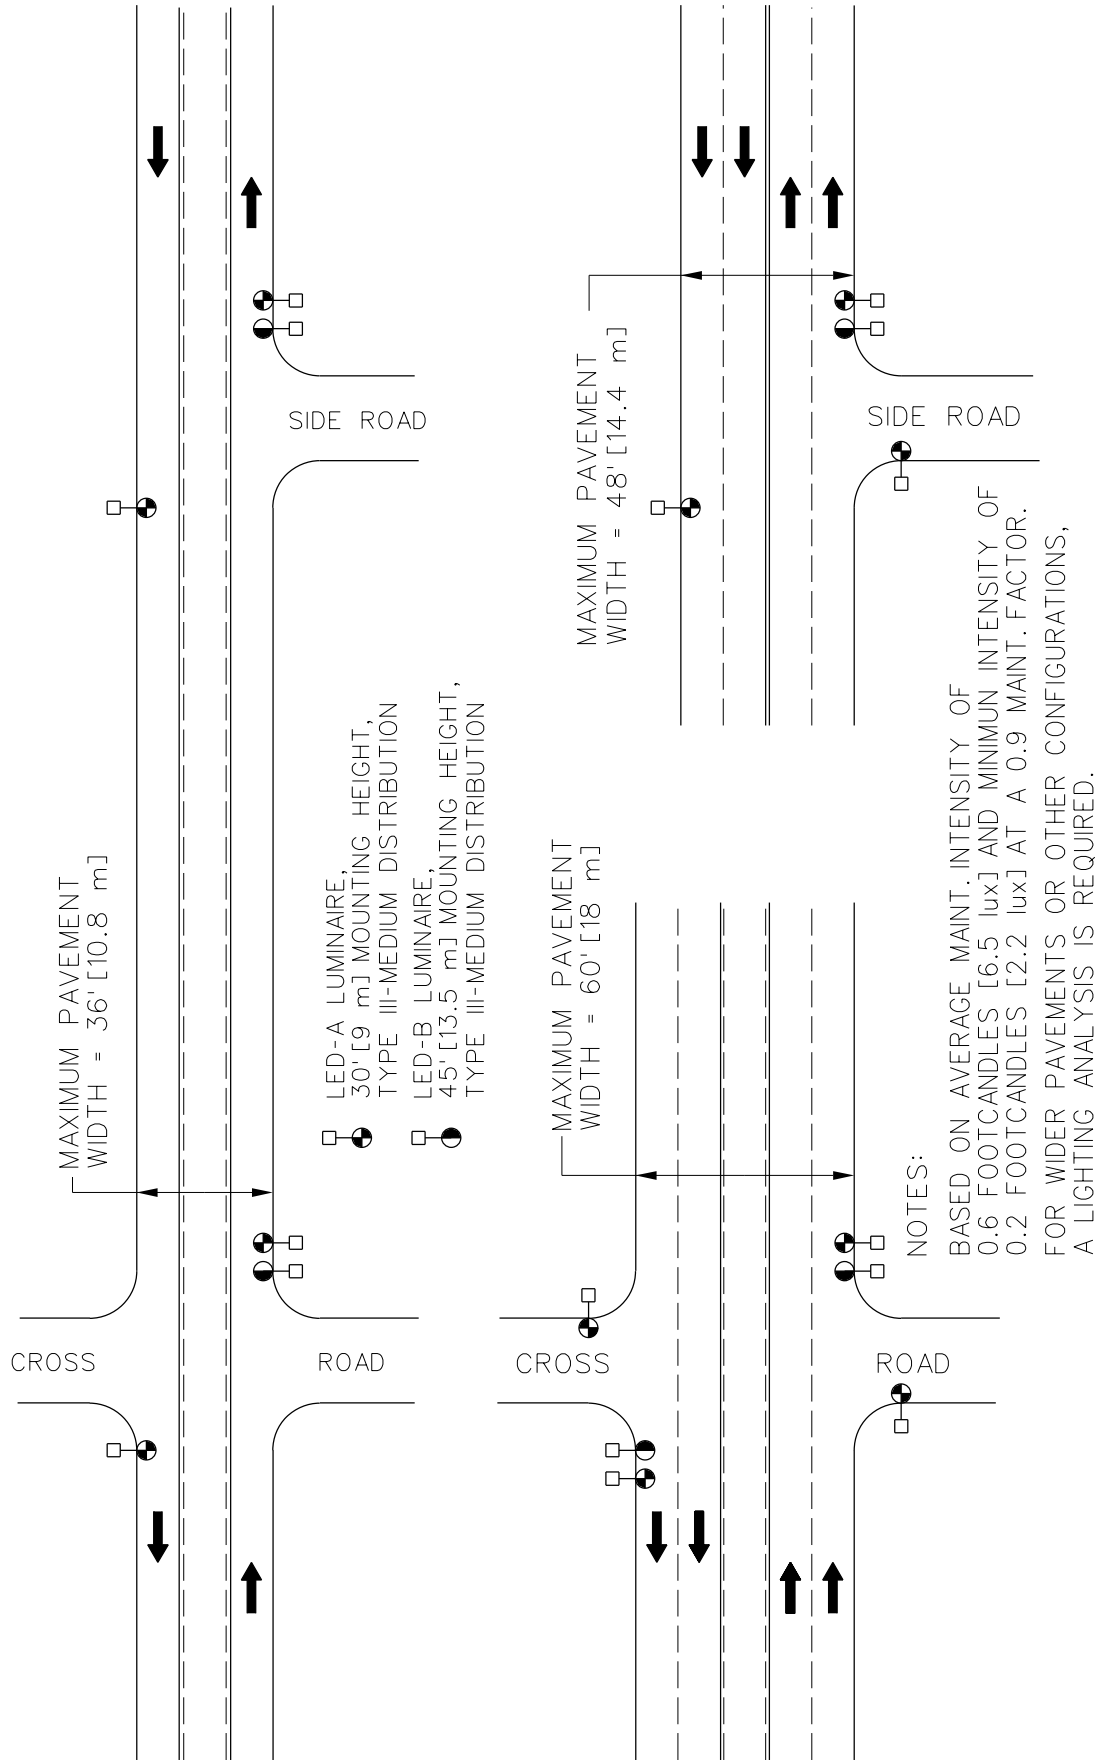 MAXIMUM PAVEMENT
WIDTH = 36' [10.8 m]
SIDE ROAD
CROSS
ROAD
LED-A LUMINAIRE,
30' [9 m] MOUNTING HEIGHT,
TYPE III-MEDIUM DISTRIBUTION
LED-B LUMINAIRE,
45' [13.5 m] MOUNTING HEIGHT,
TYPE III-MEDIUM DISTRIBUTION
MAXIMUM PAVEMENT
WIDTH = 48' [14.4 m]
SIDE ROAD
MAXIMUM PAVEMENT
WIDTH = 60' [18 m]
CROSS
ROAD
NOTES:
BASED ON AVERAGE MAINT. INTENSITY OF
0.6 FOOTCANDLES [6.5 lux] AND MINIMUN INTENSITY OF
0.2 FOOTCANDLES [2.2 lux] AT A 0.9 MAINT. FACTOR.
FOR WIDER PAVEMENTS OR OTHER CONFIGURATIONS,
A LIGHTING ANALYSIS IS REQUIRED.